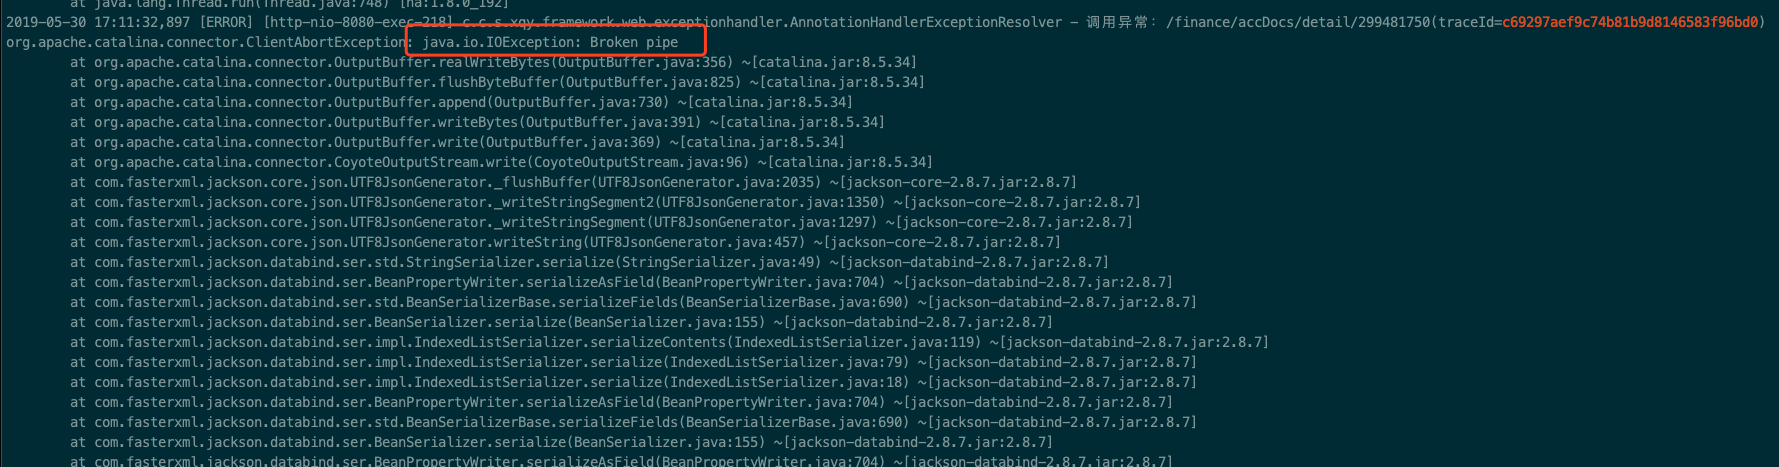 at java.lang.Thread.run(Thread.java:748) [na:1.8.0_192]
2019-05-30 17:11:32,897 [ERROR] [http-nio-8080-exec-218] c.c.s.xqy.framework.web.exceptionhandler.AnnotationHandlerExceptionResolver - 调用异常: /finance/accDocs/detail/299481750(traceId=c69297aef9c74b81b9d8146583f96bd0)
org.apache.catalina.connector.ClientAbortException: java.io.IOException: Broken pipe
at org.apache.catalina.connector.OutputBuffer.realWriteBytes(OutputBuffer.java:356) ~[catalina.jar:8.5.34]
at org.apache.catalina.connector.OutputBuffer.flushByteBuffer(OutputBuffer.java:825) ~[catalina.jar:8.5.34]
at org.apache.catalina.connector.OutputBuffer.append(OutputBuffer.java:730) ~[catalina.jar:8.5.34]
at org.apache.catalina.connector.OutputBuffer.writeBytes(OutputBuffer.java:391) ~[catalina.jar:8.5.34]
at org.apache.catalina.connector.OutputBuffer.write(OutputBuffer.java:369) ~[catalina.jar:8.5.34]
at org.apache.catalina.connector.CoyoteOutputStream.write(CoyoteOutputStream.java:96) ~[catalina.jar:8.5.34]
at com.fasterxml.jackson.core.json.UTF8JsonGenerator._flushBuffer(UTF8JsonGenerator.java:2035) ~[jackson-core-2.8.7.jar:2.8.7]
at com.fasterxml.jackson.core.json.UTF8JsonGenerator._writeStringSegment2(UTF8JsonGenerator.java:1350) ~[jackson-core-2.8.7.jar:2.8.7]
at com.fasterxml.jackson.core.json.UTF8JsonGenerator._writeStringSegment(UTF8JsonGenerator.java:1297) ~[jackson-core-2.8.7.jar:2.8.7]
at com.fasterxml.jackson.core.json.UTF8JsonGenerator.writeString(UTF8JsonGenerator.java:457) ~[jackson-core-2.8.7.jar:2.8.7]
at com.fasterxml.jackson.databind.ser.std.StringSerializer.serialize(StringSerializer.java:49) ~[jackson-databind-2.8.7.jar:2.8.7]
at com.fasterxml.jackson.databind.ser.BeanPropertyWriter.serializeAsField(BeanPropertyWriter.java:704) ~[jackson-databind-2.8.7.jar:2.8.7]
at com.fasterxml.jackson.databind.ser.std.BeanSerializerBase.serializeFields(BeanSerializerBase.java:690) ~[jackson-databind-2.8.7.jar:2.8.7]
at com.fasterxml.jackson.databind.ser.BeanSerializer.serialize(BeanSerializer.java:155) ~[jackson-databind-2.8.7.jar:2.8.7]
at com.fasterxml.jackson.databind.ser.impl.IndexedListSerializer.serializeContents(IndexedListSerializer.java:119) ~[jackson-databind-2.8.7.jar:2.8.7]
at com.fasterxml.jackson.databind.ser.impl.IndexedListSerializer.serialize(IndexedListSerializer.java:79) ~[jackson-databind-2.8.7.jar:2.8.7]
at com.fasterxml.jackson.databind.ser.impl.IndexedListSerializer.serialize(IndexedListSerializer.java:18) ~[jackson-databind-2.8.7.jar:2.8.7]
at com.fasterxml.jackson.databind.ser.BeanPropertyWriter.serializeAsField(BeanPropertyWriter.java:704) ~[jackson-databind-2.8.7.jar:2.8.7]
at com.fasterxml.jackson.databind.ser.std.BeanSerializerBase.serializeFields(BeanSerializerBase.java:690) ~[jackson-databind-2.8.7.jar:2.8.7]
at com.fasterxml.jackson.databind.ser.BeanSerializer.serialize(BeanSerializer.java:155) ~[jackson-databind-2.8.7.jar:2.8.7]
at com.fasterxml.jackson.databind.ser.BeanPropertyWriter.serializeAsField(BeanPropertyWriter.java:704) ~[jackson-databind-2.8.7.jar:2.8.7]